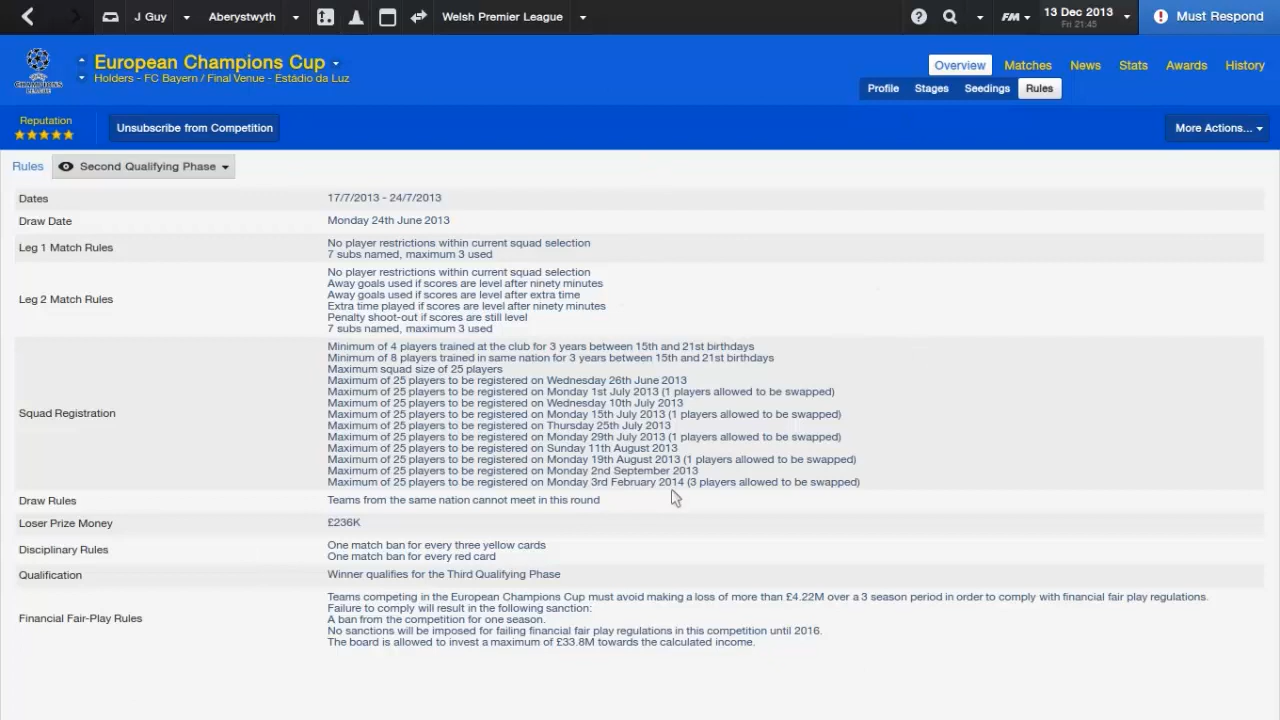 J Guy
Aberystwyth
Welsh Premier League
FM
13 Dec 2013
Fri 21:45
Must Respond
European Champions Cup
Holders - FC Bayern / Final Venue - Estádio da Luz
CHAMPIONS
LEAGUE
Overview
Matches
News
Stats
Awards
History
Profile
Stages
Seedings
Rules
Reputation
Unsubscribe from Competition
More Actions...
Rules
Second Qualifying Phase
Dates
17/7/2013 - 24/7/2013
Draw Date
Monday 24th June 2013
Leg 1 Match Rules
No player restrictions within current squad selection
7 subs named, maximum 3 used
Leg 2 Match Rules
No player restrictions within current squad selection
Away goals used if scores are level after ninety minutes
Away goals used if scores are level after extra time
Extra time played if scores are level after ninety minutes
Penalty shoot-out if scores are still level
7 subs named, maximum 3 used
Squad Registration
Minimum of 4 players trained at the club for 3 years between 15th and 21st birthdays
Minimum of 8 players trained in same nation for 3 years between 15th and 21st birthdays
Maximum squad size of 25 players
Maximum of 25 players to be registered on Wednesday 26th June 2013
Maximum of 25 players to be registered on Monday 1st July 2013 (1 players allowed to be swapped)
Maximum of 25 players to be registered on Wednesday 10th July 2013
Maximum of 25 players to be registered on Monday 15th July 2013 (1 players allowed to be swapped)
Maximum of 25 players to be registered on Thursday 25th July 2013
Maximum of 25 players to be registered on Monday 29th July 2013 (1 players allowed to be swapped)
Maximum of 25 players to be registered on Sunday 11th August 2013
Maximum of 25 players to be registered on Monday 19th August 2013 (1 players allowed to be swapped)
Maximum of 25 players to be registered on Monday 2nd September 2013
Maximum of 25 players to be registered on Monday 3rd February 2014 (3 players allowed to be swapped)
Draw Rules
Teams from the same nation cannot meet in this round
Loser Prize Money
£236K
Disciplinary Rules
One match ban for every three yellow cards
One match ban for every red card
Qualification
Winner qualifies for the Third Qualifying Phase
Financial Fair-Play Rules
Teams competing in the European Champions Cup must avoid making a loss of more than £4.22M over a 3 season period in order to comply with financial fair play regulations.
Failure to comply will result in the following sanction:
A ban from the competition for one season.
No sanctions will be imposed for failing financial fair play regulations in this competition until 2016.
The board is allowed to invest a maximum of £33.8M towards the calculated income.